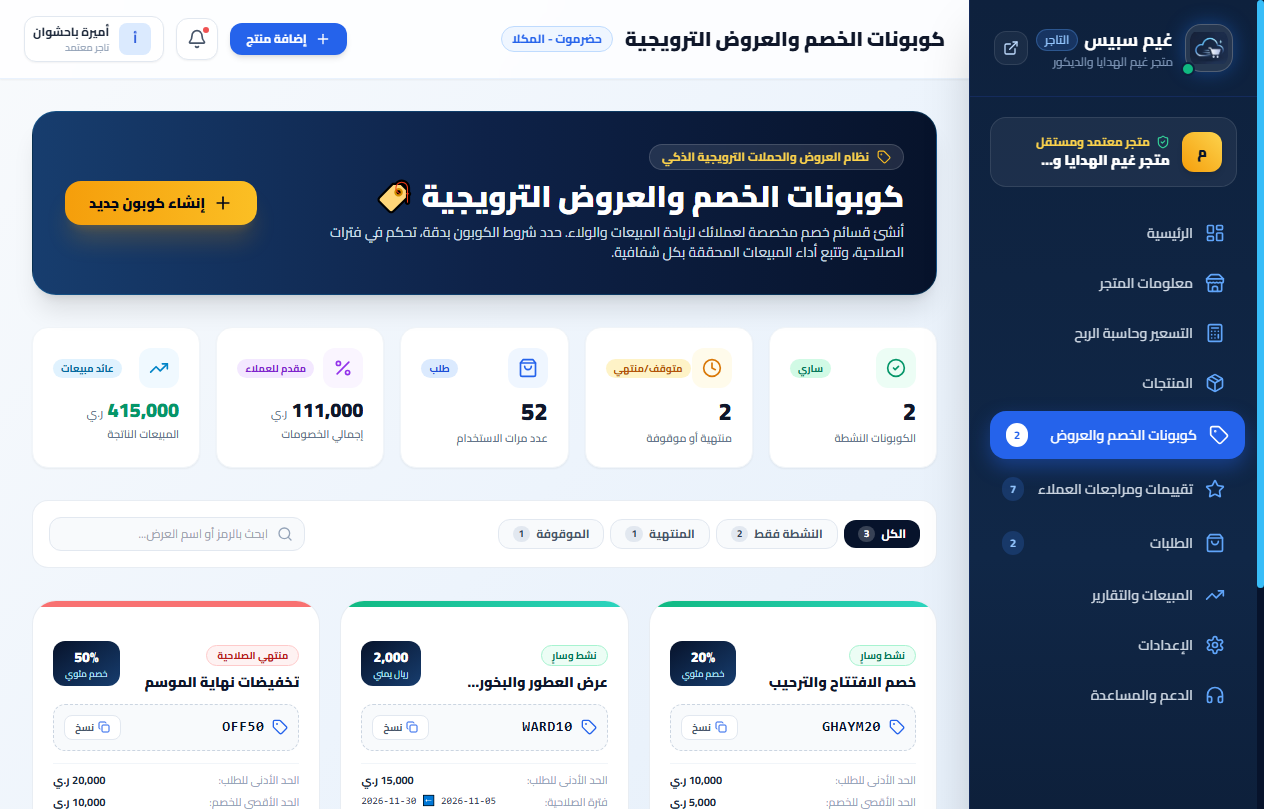 غيم سبيس
التاجر
متجر غيم الهدايا والديكور
متجر معتمد ومستقل
م
متجر غيم الهدايا و...
الرئيسية
معلومات المتجر
التسعير وحاسبة الربح
المنتجات
كوبونات الخصم والعروض 2
تقييمات ومراجعات العملاء 7
الطلبات 2
المبيعات والتقارير
الإعدادات
الدعم والمساعدة
كوبونات الخصم والعروض الترويجية
حضرموت - المكلا
إضافة منتج
أ
أميرة باحشوان
تاجر معتمد
نظام العروض والحملات الترويجية الذكي
كوبونات الخصم والعروض الترويجية
أنشئ قسائم خصم مخصصة لعملائك لزيادة المبيعات والولاء. حدد شروط الكوبون بدقة، تحكم في فترات
الصلاحية، وتتبع أداء المبيعات المحققة بكل شفافية.
إنشاء كوبون جديد
ساري
2
الكوبونات النشطة
متوقف/منتهي
2
منتهية أو موقوفة
طلب
52
عدد مرات الاستخدام
مقدم للعملاء
111,000 ر.ي
إجمالي الخصومات
عائد مبيعات
415,000 ر.ي
المبيعات الناتجة
الكل 3
النشطة فقط 2
المنتهية 1
الموقوفة 1
ابحث بالرمز أو اسم العرض...
نشط وسارٍ
خصم الافتتاح والترحيب
20%
خصم مئوي
GHAYM20
نسخ
الحد الأدنى للطلب: 10,000 ر.ي
الحد الأقصى للخصم: 5,000 ر.ي
نشط وسارٍ
عرض العطور والبخور...
2,000
ريال يمني
WARD10
نسخ
الحد الأدنى للطلب: 15,000 ر.ي
فترة الصلاحية: 2026-11-05 ⬅ 2026-11-30
منتهي الصلاحية
تخفيضات نهاية الموسم
50%
خصم مئوي
OFF50
نسخ
الحد الأدنى للطلب: 20,000 ر.ي
الحد الأقصى للخصم: 10,000 ر.ي